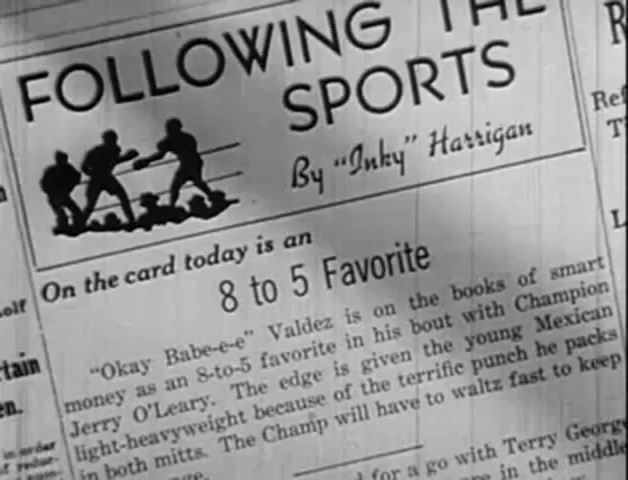 FOLLOWING THE
SPORTS
By "Inky" Harrigan
On the card today is an
8 to 5 Favorite
"Okay Babe-e-e" Valdez is on the books of smart
money as an 8-to-5 favorite in his bout with Champion
Jerry O'Leary. The edge is given the young Mexican
light-heavyweight because of the terrific punch he packs
in both mitts. The Champ will have to waltz fast to keep
for a go with Terry George
in the middle